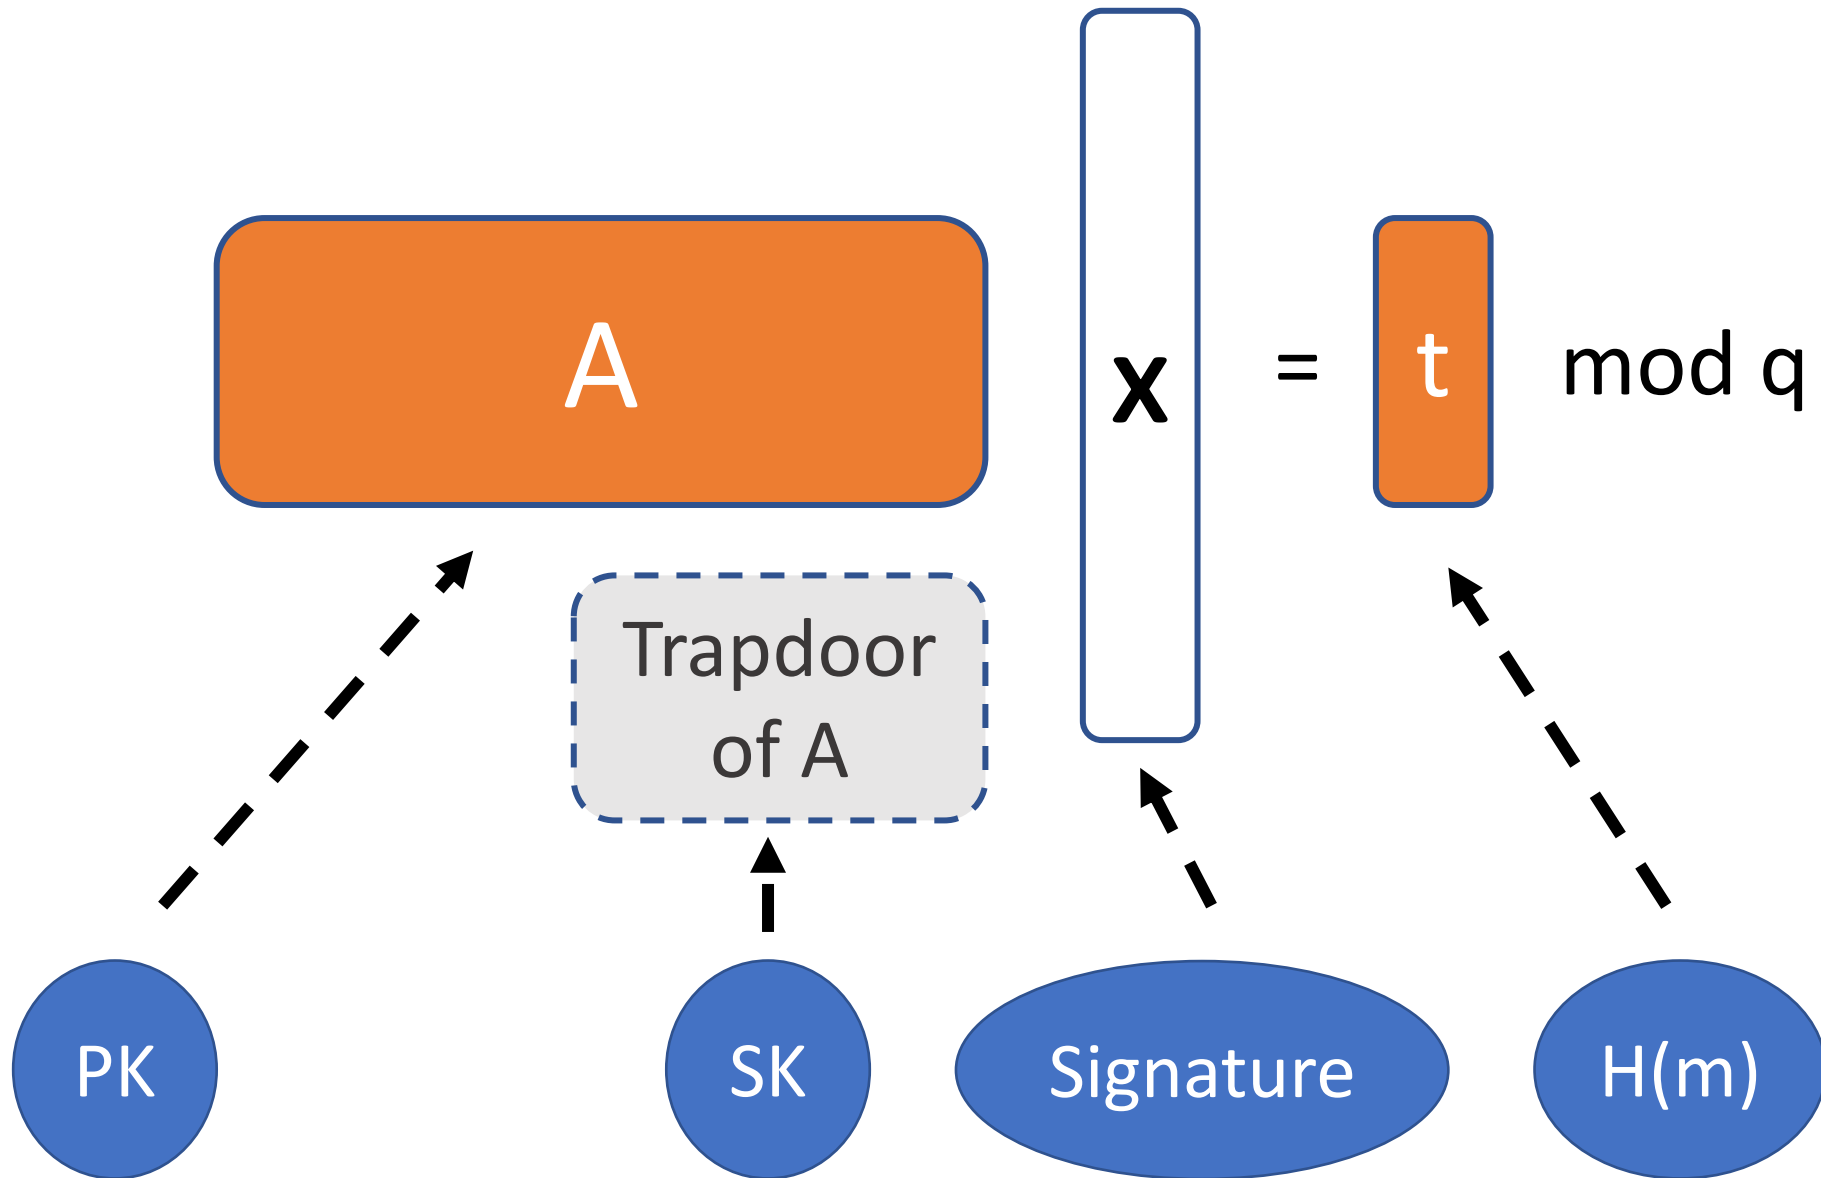 A
x
=
t
mod q
Trapdoor
of A
PK
SK
Signature
H(m)